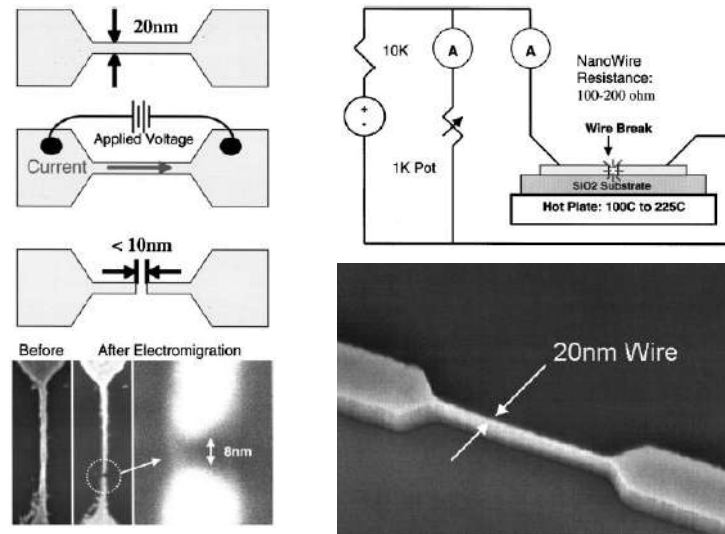 20nm
Applied Voltage
Current
< 10nm
Before
After Electromigration
8nm
10K
A
A
NanoWire
Resistance:
100-200 ohm
Wire Break
+
-
1K Pot
SiO2 Substrate
Hot Plate: 100C to 225C
20nm Wire